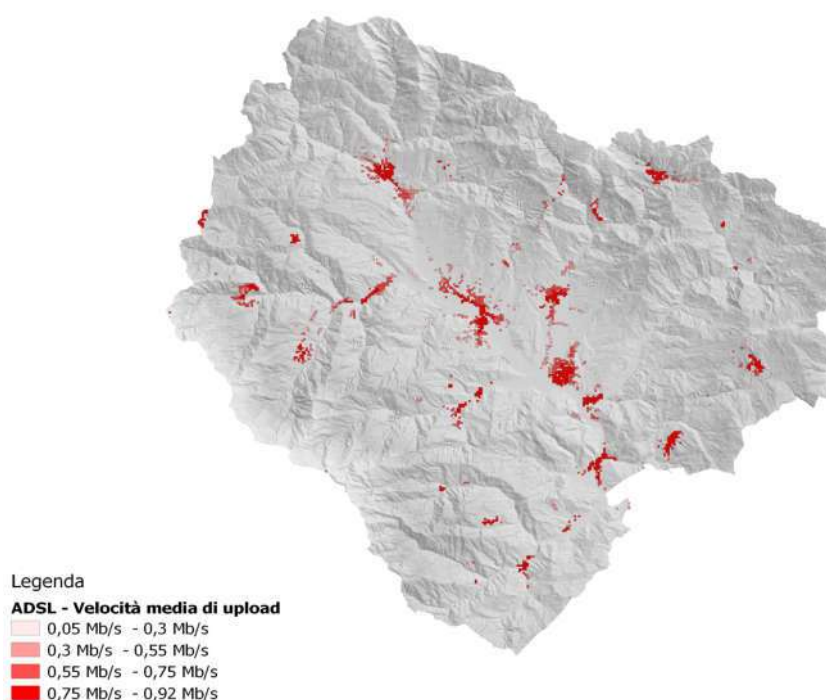 Legenda
ADSL - Velocità media di upload
0,05 Mb/s - 0,3 Mb/s
0,3 Mb/s - 0,55 Mb/s
0,55 Mb/s - 0,75 Mb/s
0,75 Mb/s - 0,92 Mb/s